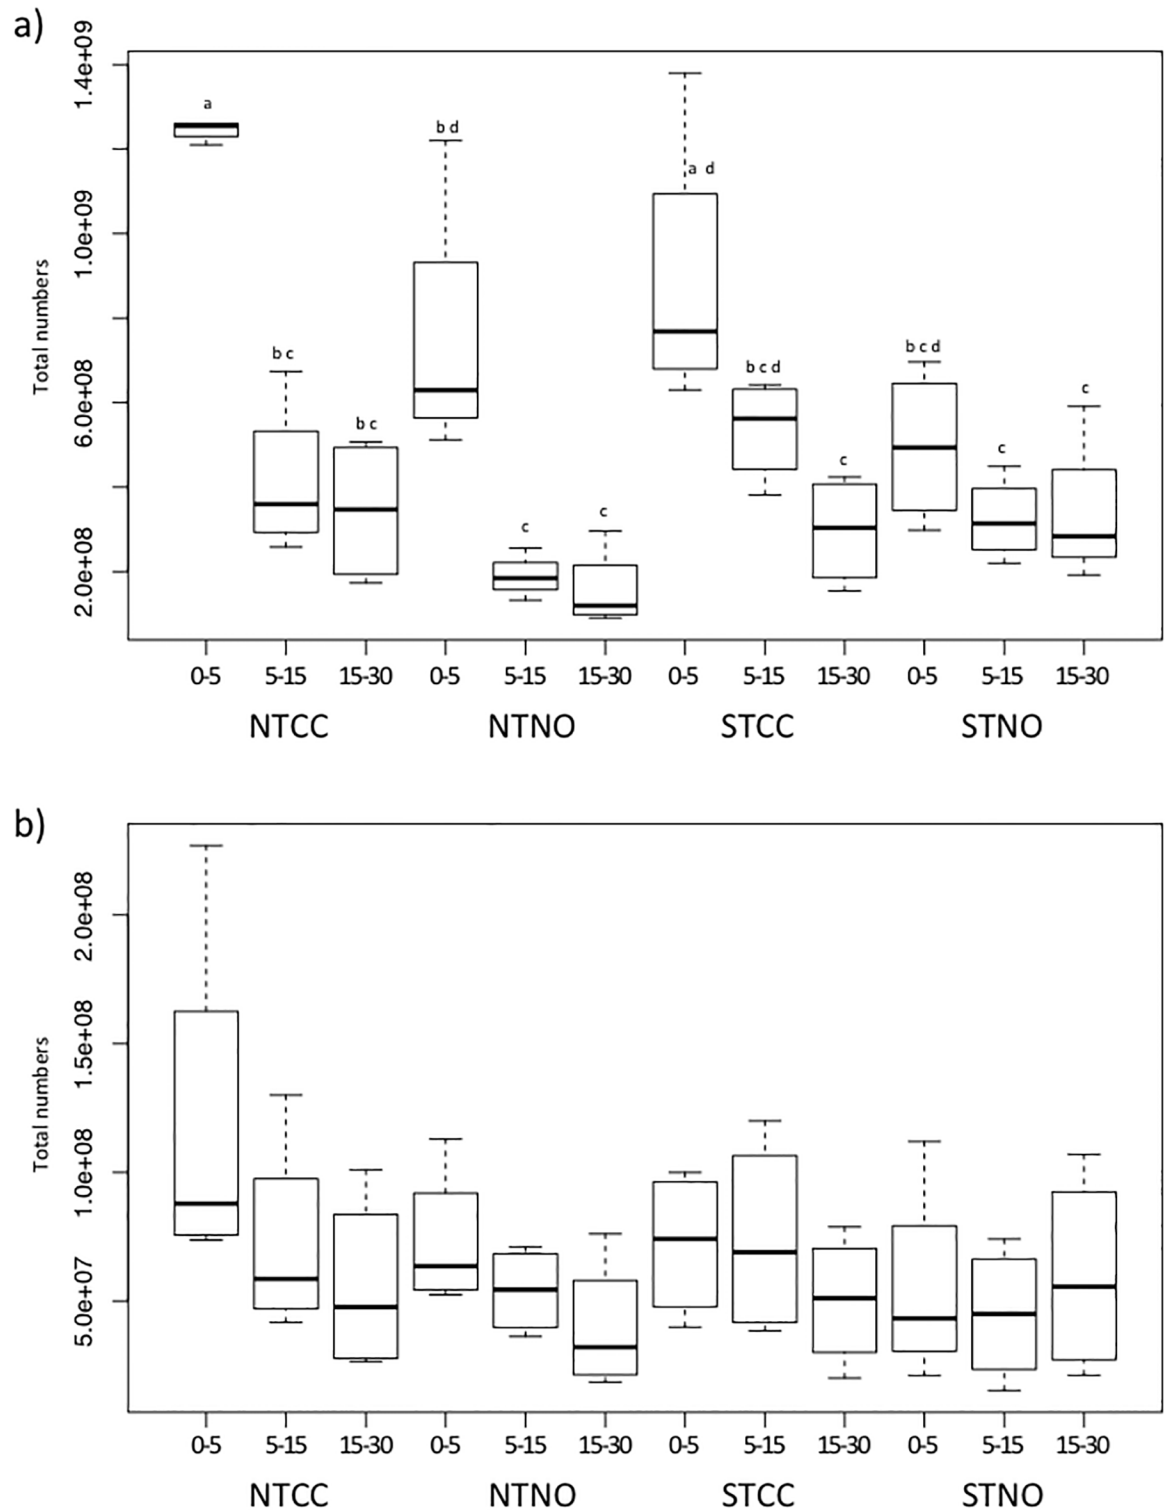 a)
Total numbers
1.4e+09
1.0e+09
6.0e+08
2.0e+08
a
b c
b c
b d
c
c
a d
b c d
c
b c d
c
c
0-5 5-15 15-30 0-5 5-15 15-30 0-5 5-15 15-30 0-5 5-15 15-30
NTCC NTNO STCC STNO
b)
Total numbers
2.0e+08
1.5e+08
1.0e+08
5.0e+07
0-5 5-15 15-30 0-5 5-15 15-30 0-5 5-15 15-30 0-5 5-15 15-30
NTCC NTNO STCC STNO